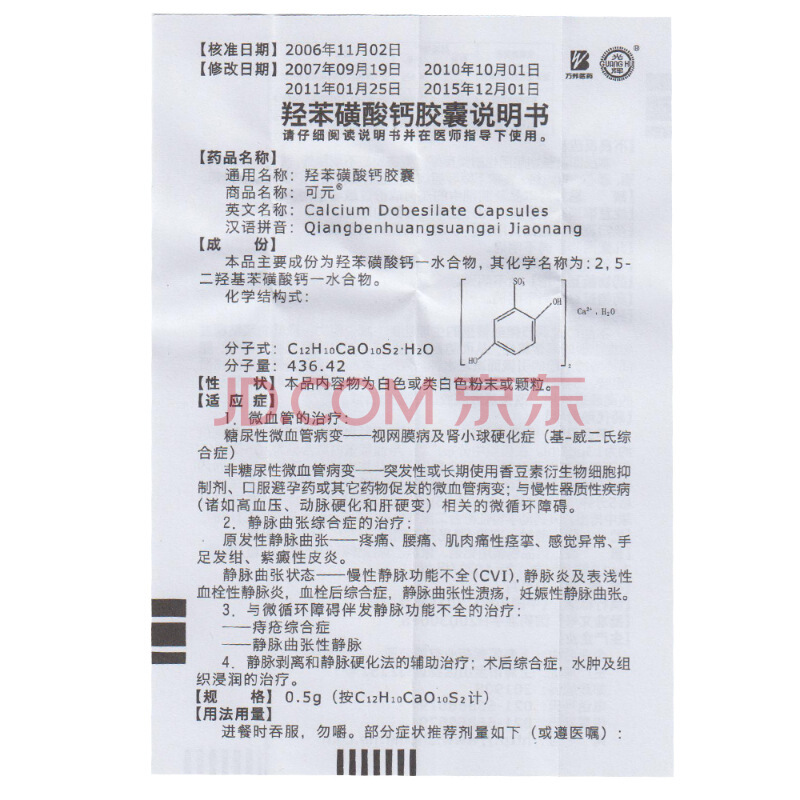 【核准日期】2006年11月02日
【修改日期】2007年09月19日 2010年10月01日
2011年01月25日 2015年12月01日
万邦医药
光辉
GUANG HUI
羟苯磺酸钙胶囊说明书
请仔细阅读说明书并在医师指导下使用。
【药品名称】
通用名称：羟苯磺酸钙胶囊
商品名称：可元®
英文名称：Calcium Dobesilate Capsules
汉语拼音：Qiangbenhuangsuangai Jiaonang
【成 份】
本品主要成份为羟苯磺酸钙一水合物，其化学名称为：2，5-
二羟基苯磺酸钙一水合物。
化学结构式：
SO₃
OH
HO
2
Ca²⁺ . H₂O
分子式：C₁₂H₁₀CaO₁₀S₂·H₂O
分子量：436.42
【性 状】本品内容物为白色或类白色粉末或颗粒。
【适 应 症】
JD.COM 京东
1．微血管的治疗：
糖尿性微血管病变——视网膜病及肾小球硬化症（基-威二氏综
合症）
非糖尿性微血管病变——突发性或长期使用香豆素衍生物细胞抑
制剂、口服避孕药或其它药物促发的微血管病变；与慢性器质性疾病
(诸如高血压、动脉硬化和肝硬变）相关的微循环障碍。
2．静脉曲张综合症的治疗：
原发性静脉曲张——疼痛、腰痛、肌肉痛性痉挛、感觉异常、手
足发绀、紫癜性皮炎。
静脉曲张状态——慢性静脉功能不全(CVI)，静脉炎及表浅性
血栓性静脉炎，血栓后综合症，静脉曲张性溃疡，妊娠性静脉曲张。
3．与微循环障碍伴发静脉功能不全的治疗：
——痔疮综合症
——静脉曲张性静脉
4．静脉剥离和静脉硬化法的辅助治疗；术后综合症，水肿及组
织浸润的治疗。
【规 格】0.5g（按C₁₂H₁₀CaO₁₀S₂计）
【用法用量】
进餐时吞服，勿嚼。部分症状推荐剂量如下（或遵医嘱）：